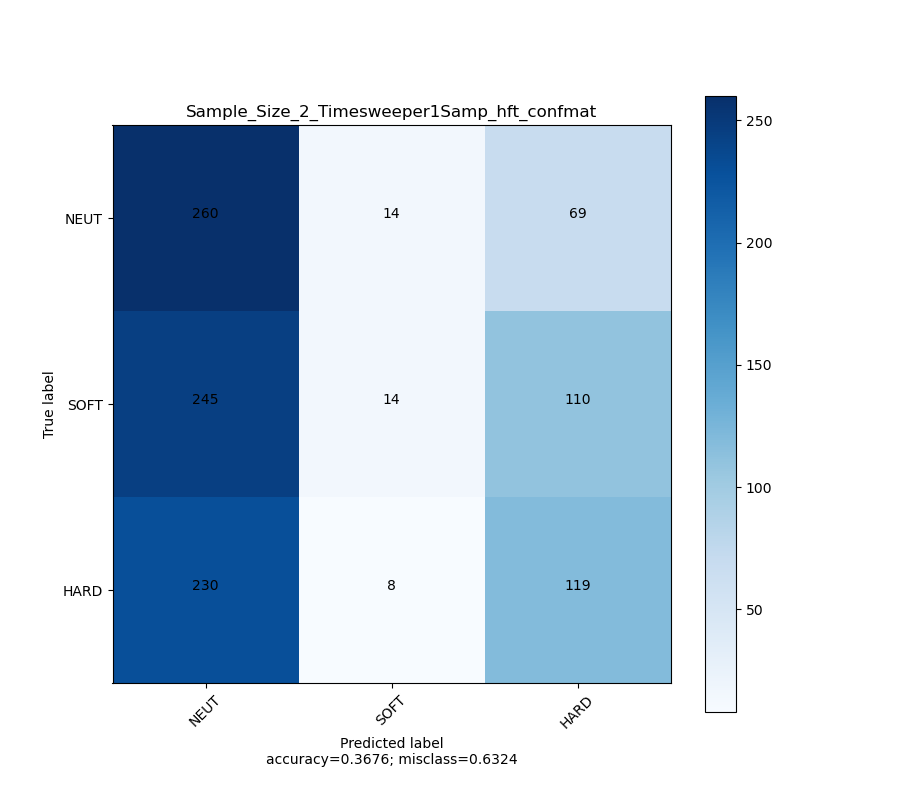 Sample_Size_2_Timesweeper1Samp_hft_confmat
250
200
150
100
50
True label
NEUT 260 14 69
SOFT 245 14 110
HARD 230 8 119
NEUT SOFT HARD
Predicted label
accuracy=0.3676; misclass=0.6324